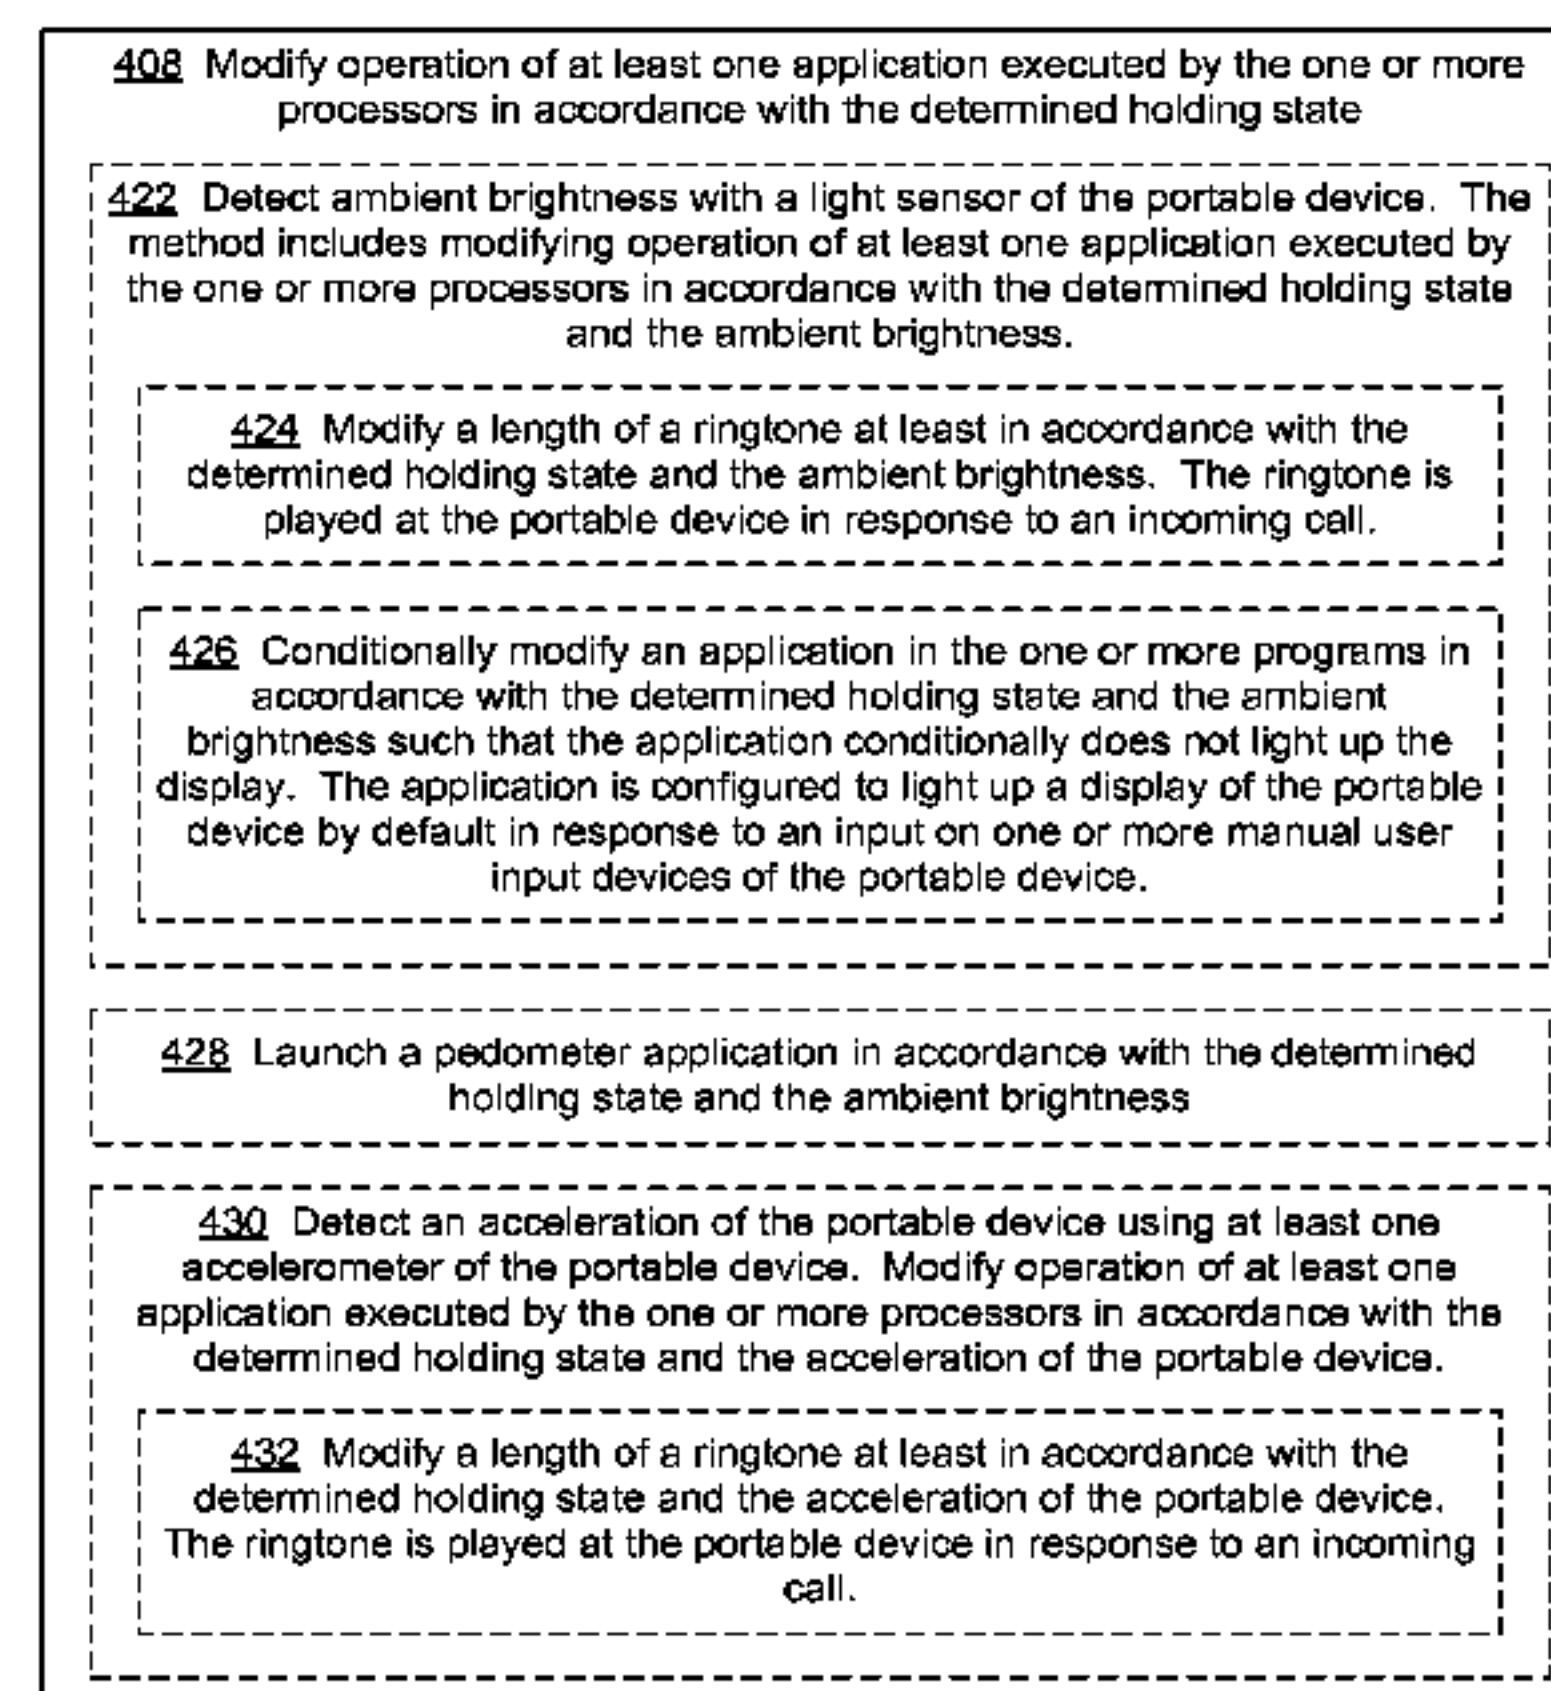 408 Modify operation of at least one application executed by the one or more
processors in accordance with the determined holding state
422 Detect ambient brightness with a light sensor of the portable device. The
method includes modifying operation of at least one application executed by
the one or more processors in accordance with the determined holding state
and the ambient brightness.
424 Modify a length of a ringtone at least in accordance with the
determined holding state and the ambient brightness. The ringtone is
played at the portable device in response to an incoming call.
426 Conditionally modify an application in the one or more programs in
accordance with the determined holding state and the ambient
brightness such that the application conditionally does not light up the
display. The application is configured to light up a display of the portable
device by default in response to an input on one or more manual user
input devices of the portable device.
428 Launch a pedometer application in accordance with the determined
holding state and the ambient brightness
430 Detect an acceleration of the portable device using at least one
accelerometer of the portable device. Modify operation of at least one
application executed by the one or more processors in accordance with the
determined holding state and the acceleration of the portable device.
432 Modify a length of a ringtone at least in accordance with the
determined holding state and the acceleration of the portable device.
The ringtone is played at the portable device in response to an incoming
call.